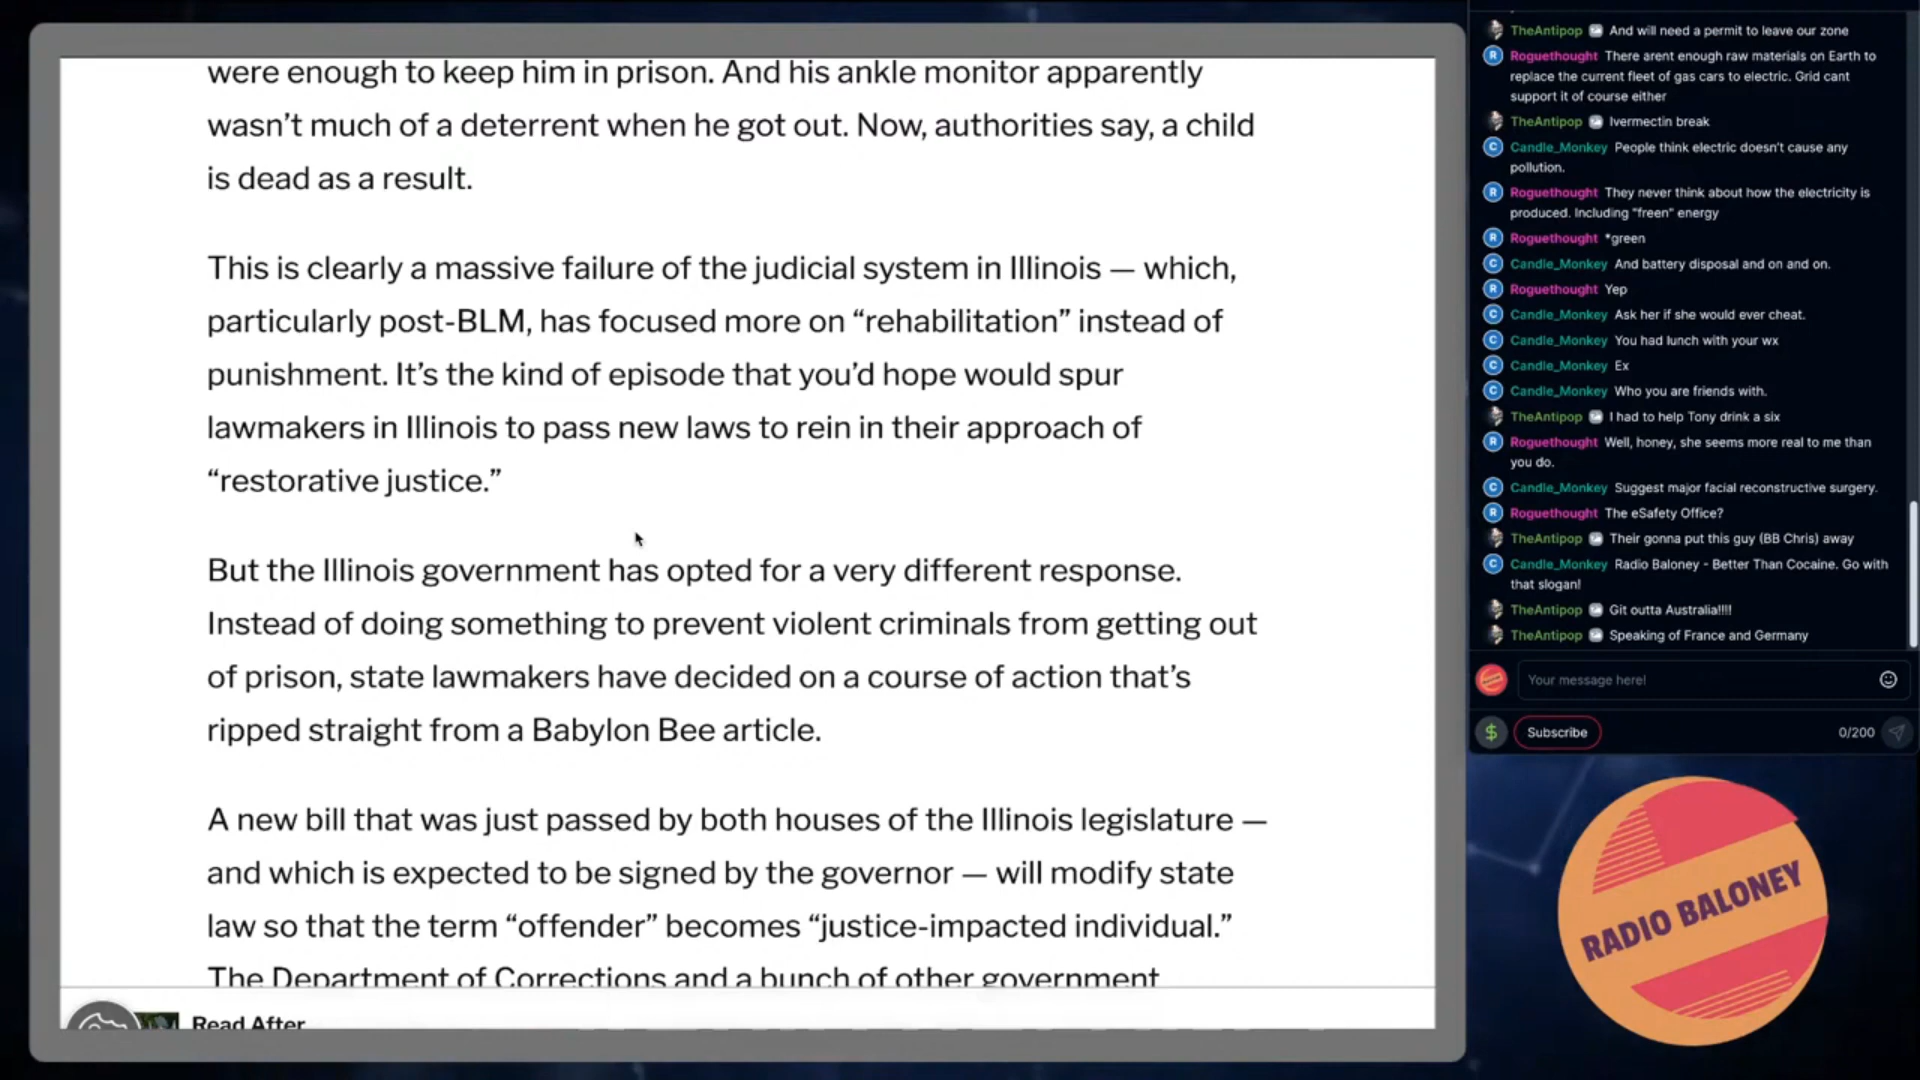 were enough to keep him in prison. And his ankle monitor apparently
wasn’t much of a deterrent when he got out. Now, authorities say, a child
is dead as a result.
This is clearly a massive failure of the judicial system in Illinois — which,
particularly post-BLM, has focused more on “rehabilitation” instead of
punishment. It’s the kind of episode that you’d hope would spur
lawmakers in Illinois to pass new laws to rein in their approach of
“restorative justice.”
But the Illinois government has opted for a very different response.
Instead of doing something to prevent violent criminals from getting out
of prison, state lawmakers have decided on a course of action that’s
ripped straight from a Babylon Bee article.
A new bill that was just passed by both houses of the Illinois legislature —
and which is expected to be signed by the governor — will modify state
law so that the term “offender” becomes “justice-impacted individual.”
The Department of Corrections and a bunch of other government
Read After
TheAntipop And will need a permit to leave our zone
R Roguethought There arent enough raw materials on Earth to
replace the current fleet of gas cars to electric. Grid cant
support it of course either
TheAntipop Ivermectin break
C Candle_Monkey People think electric doesn't cause any
pollution.
R Roguethought They never think about how the electricity is
produced. Including "freen" energy
R Roguethought *green
C Candle_Monkey And battery disposal and on and on.
R Roguethought Yep
C Candle_Monkey Ask her if she would ever cheat.
C Candle_Monkey You had lunch with your wx
C Candle_Monkey Ex
C Candle_Monkey Who you are friends with.
TheAntipop I had to help Tony drink a six
R Roguethought Well, honey, she seems more real to me than
you do.
C Candle_Monkey Suggest major facial reconstructive surgery.
R Roguethought The eSafety Office?
TheAntipop Their gonna put this guy (BB Chris) away
C Candle_Monkey Radio Baloney - Better Than Cocaine. Go with
that slogan!
TheAntipop Git outta Australia!!!!
TheAntipop Speaking of France and Germany
Your message here!
$ Subscribe 0/200
RADIO BALONEY